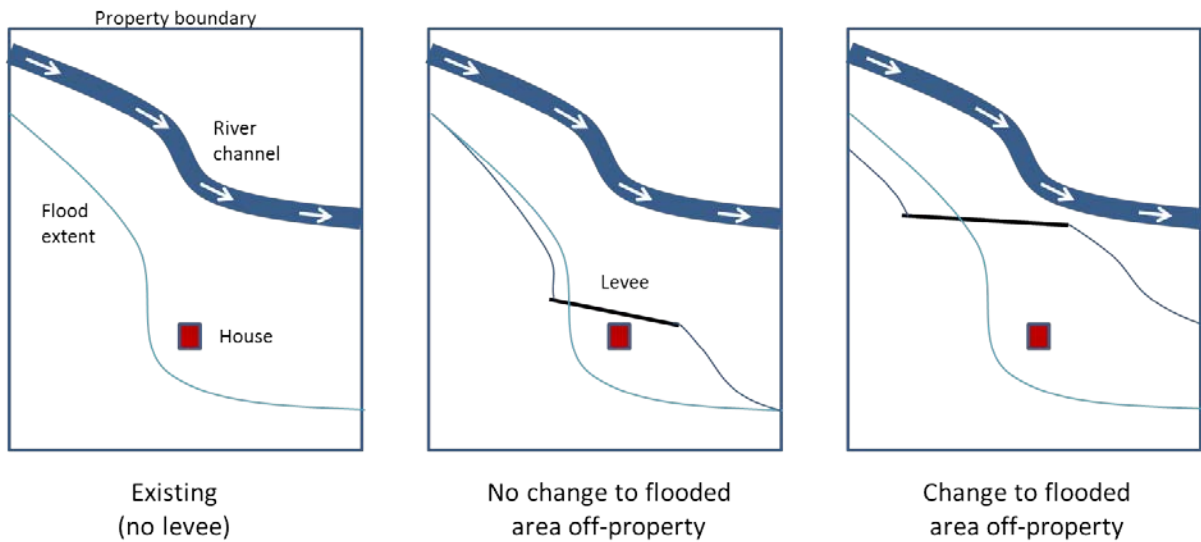 Property boundary
River
channel
Flood
extent
House
Levee
Existing
(no levee)
No change to flooded
area off-property
Change to flooded
area off-property